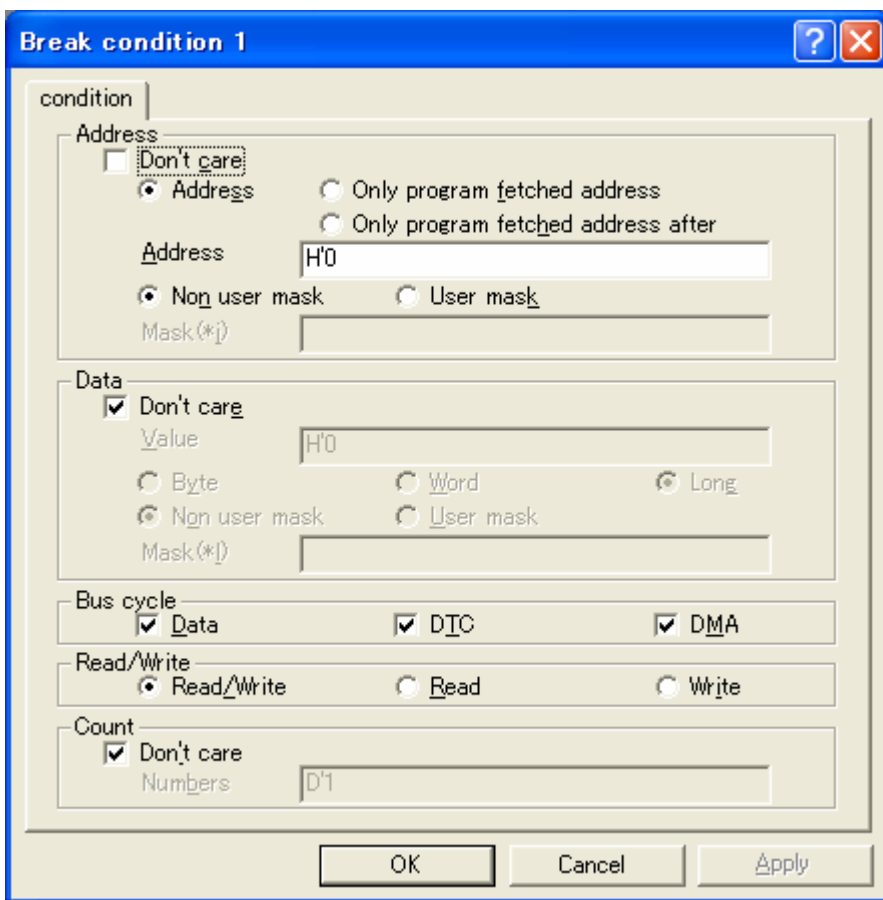 Break condition 1
condition
Address
Don't care
Address Only program fetched address
Only program fetched address after
Address H'0
Non user mask User mask
Mask(*i)
Data
Don't care
Value H'0
Byte Word Long
Non user mask User mask
Mask(*l)
Bus cycle
Data DTC DMA
Read/Write
Read/Write Read Write
Count
Don't care
Numbers D'1
OK Cancel Apply